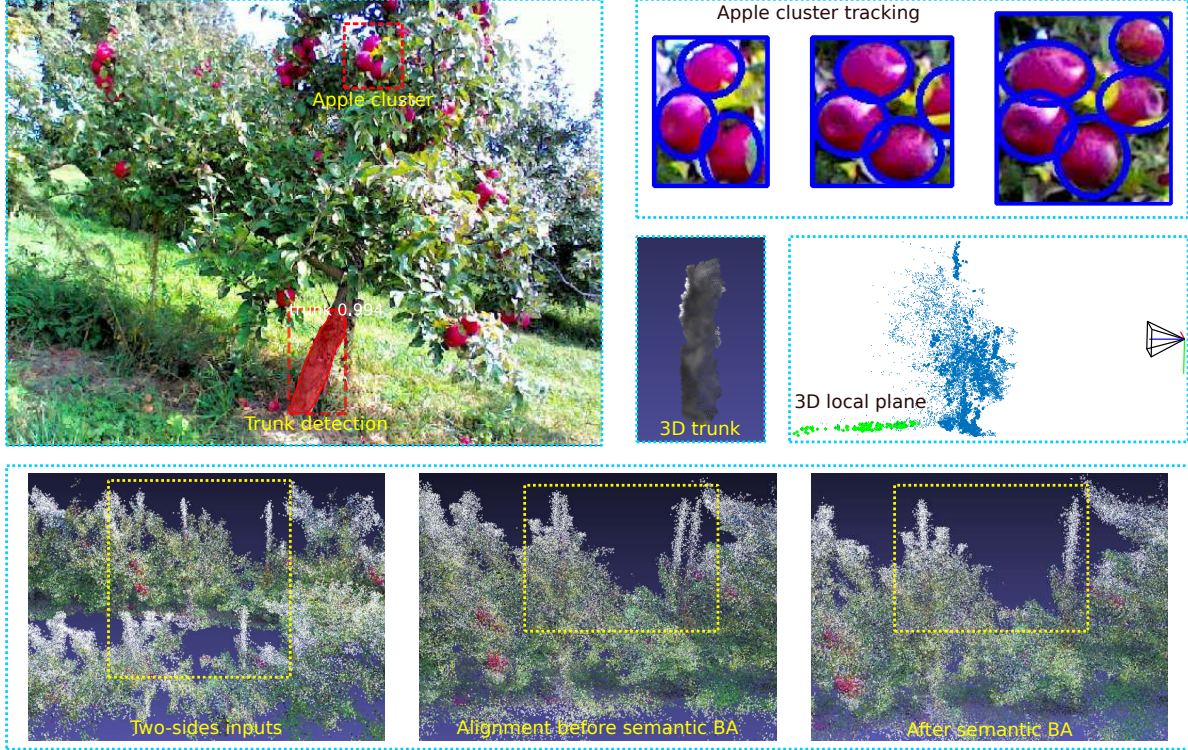 Apple cluster
trunk 0.994
Trunk detection
Apple cluster tracking
3D trunk
3D local plane
Two-sides inputs
Alignment before semantic BA
After semantic BA